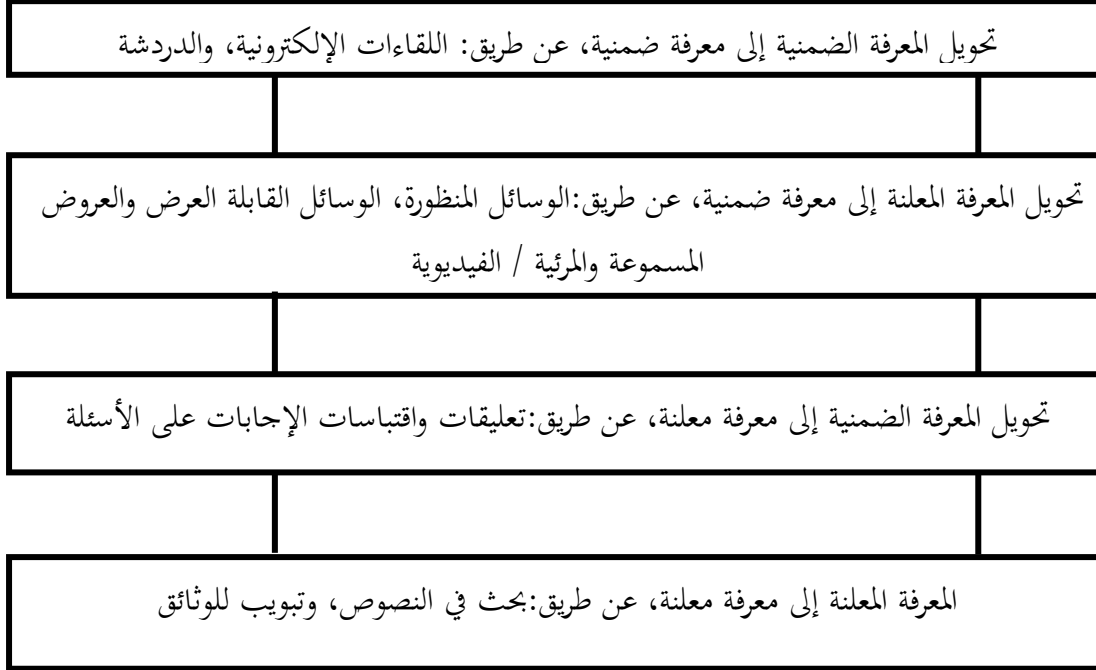 تحويل المعرفة الضمنية إلى معرفة ضمنية، عن طريق: اللقاءات الإلكترونية، والدردشة
تحويل المعرفة المعلنة إلى معرفة ضمنية، عن طريق:الوسائل المنظورة، الوسائل القابلة العرض والعروض
المسموعة والمرئية / الفيديوية
تحويل المعرفة الضمنية إلى معرفة معلنة، عن طريق:تعليقات واقتباسات الإجابات على الأسئلة
المعرفة المعلنة إلى معرفة معلنة، عن طريق:بحث في النصوص، وتبويب للوثائق